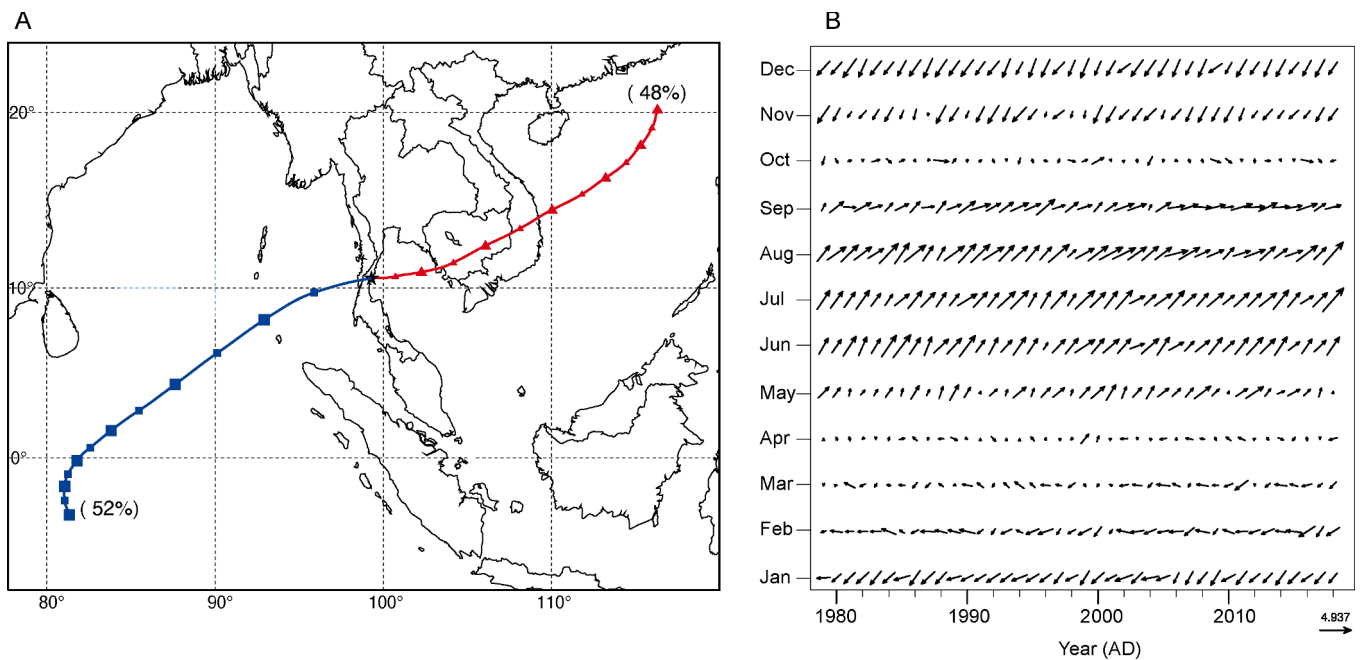 A
B
( 48%)
( 52%)
20°
10°
0°
80°
90°
100°
110°
Dec
Nov
Oct
Sep
Aug
Jul
Jun
May
Apr
Mar
Feb
Jan
1980
1990
2000
2010
4.937
Year (AD)